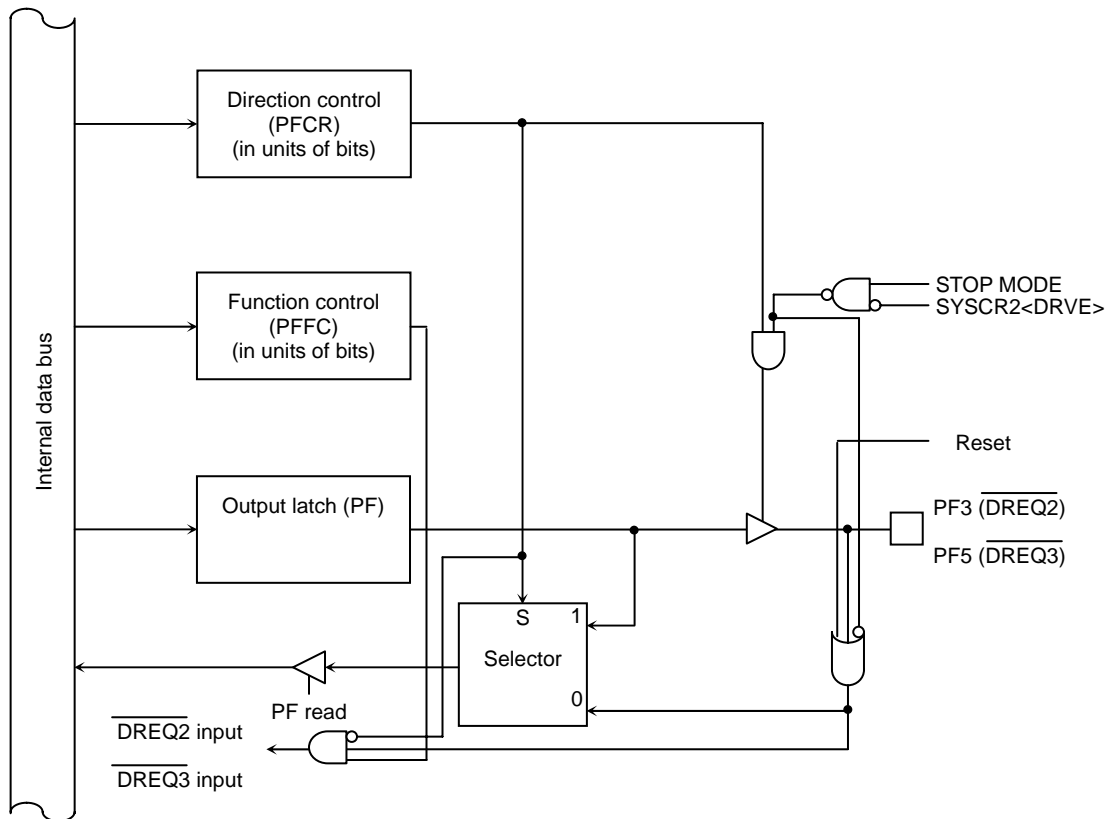 Internal data bus
Direction control
(PFCR)
(in units of bits)
Function control
(PFFC)
(in units of bits)
STOP MODE
SYSCR2<DRVE>
Reset
Output latch (PF)
PF3 (DREQ2)
PF5 (DREQ3)
S
1
Selector
0
PF read
DREQ2 input
DREQ3 input